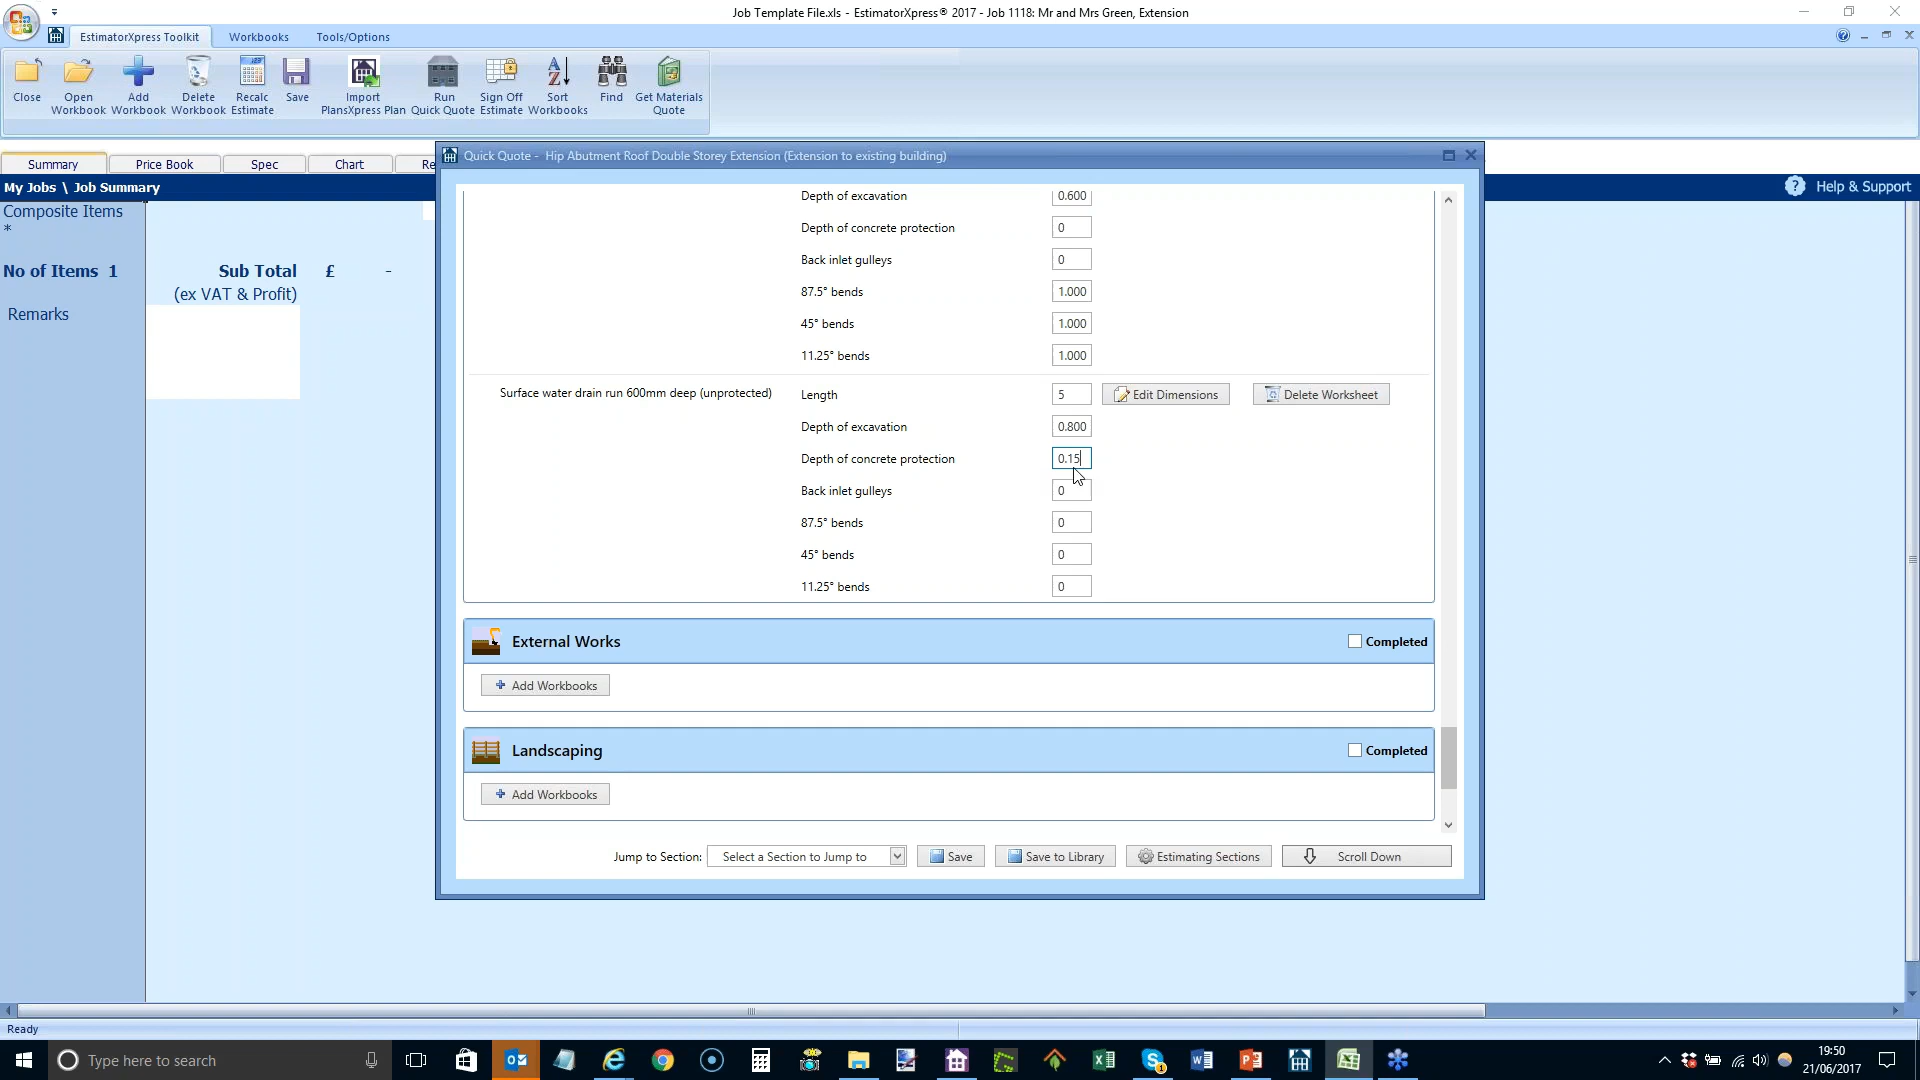 Job Template File.xls - EstimatorXpress® 2017 - Job 1118: Mr and Mrs Green, Extension
EstimatorXpress Toolkit
Workbooks
Tools/Options
Close
Open Workbook
Add Workbook
Delete Workbook
Recalc Estimate
Save
Import PlansXpress Plan
Run Quick Quote
Sign Off Estimate
Sort Workbooks
Find
Get Materials Quote
Summary
Price Book
Spec
Chart
Re
Quick Quote - Hip Abutment Roof Double Storey Extension (Extension to existing building)
My Jobs \ Job Summary
Help & Support
Composite Items
*
No of Items 1
Sub Total £ -
(ex VAT & Profit)
Remarks
Depth of excavation 0.600
Depth of concrete protection 0
Back inlet gulleys 0
87.5° bends 1.000
45° bends 1.000
11.25° bends 1.000
Surface water drain run 600mm deep (unprotected) Length 5 Edit Dimensions Delete Worksheet
Depth of excavation 0.800
Depth of concrete protection 0.15
Back inlet gulleys 0
87.5° bends 0
45° bends 0
11.25° bends 0
External Works Completed
Add Workbooks
Landscaping Completed
Add Workbooks
Jump to Section: Select a Section to Jump to Save Save to Library Estimating Sections Scroll Down
Ready
Type here to search
19:50
21/06/2017